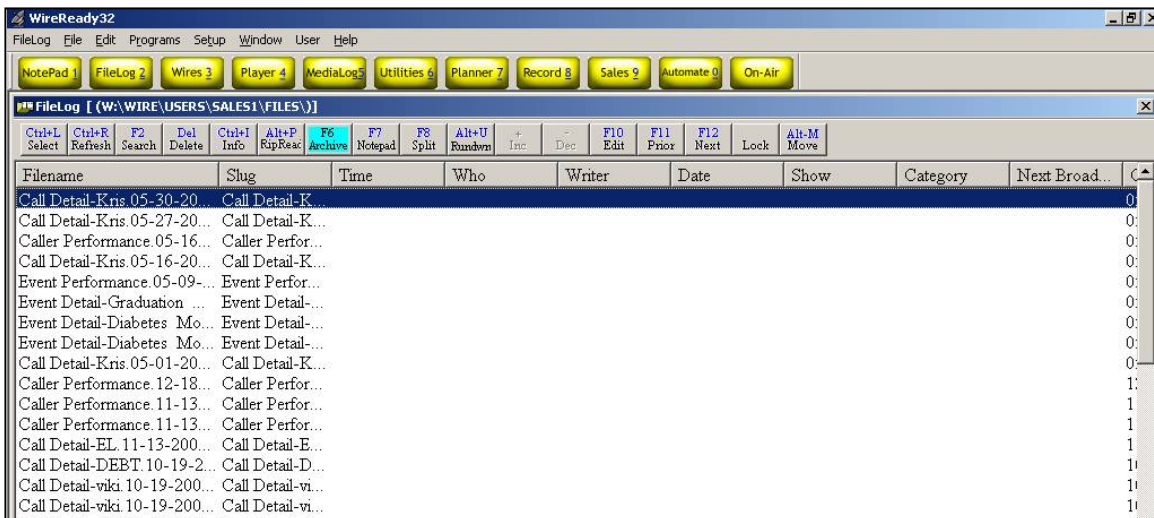 WireReady32
FileLog File Edit Programs Setup Window User Help
NotePad 1 FileLog 2 Wires 3 Player 4 MediaLog5 Utilities 6 Planner 7 Record 8 Sales 9 Automate 0 On-Air
FileLog [ (W:\WIRE\USERS\SALES1\FILES\)]
Ctrl+L Ctrl+R F2 Del Ctrl+I Alt+P F6 F7 F8 Alt+U + - F10 F11 F12 Alt-M
Select Refresh Search Delete Info RipReac Archive Notepad Split Rundwn Inc Dec Edit Prior Next Lock Move
Filename Slug Time Who Writer Date Show Category Next Broad...
Call Detail-Kris.05-30-20... Call Detail-K...
Call Detail-Kris.05-27-20... Call Detail-K...
Caller Performance.05-16... Caller Perfor...
Call Detail-Kris.05-16-20... Call Detail-K...
Event Performance.05-09-... Event Perfor...
Event Detail-Graduation ... Event Detail-...
Event Detail-Diabetes Mo... Event Detail-...
Event Detail-Diabetes Mo... Event Detail-...
Call Detail-Kris.05-01-20... Call Detail-K...
Caller Performance.12-18... Caller Perfor...
Caller Performance.11-13... Caller Perfor...
Caller Performance.11-13... Caller Perfor...
Call Detail-EL.11-13-200... Call Detail-E...
Call Detail-DEBT.10-19-2... Call Detail-D...
Call Detail-viki.10-19-200... Call Detail-vi...
Call Detail-viki.10-19-200... Call Detail-vi...